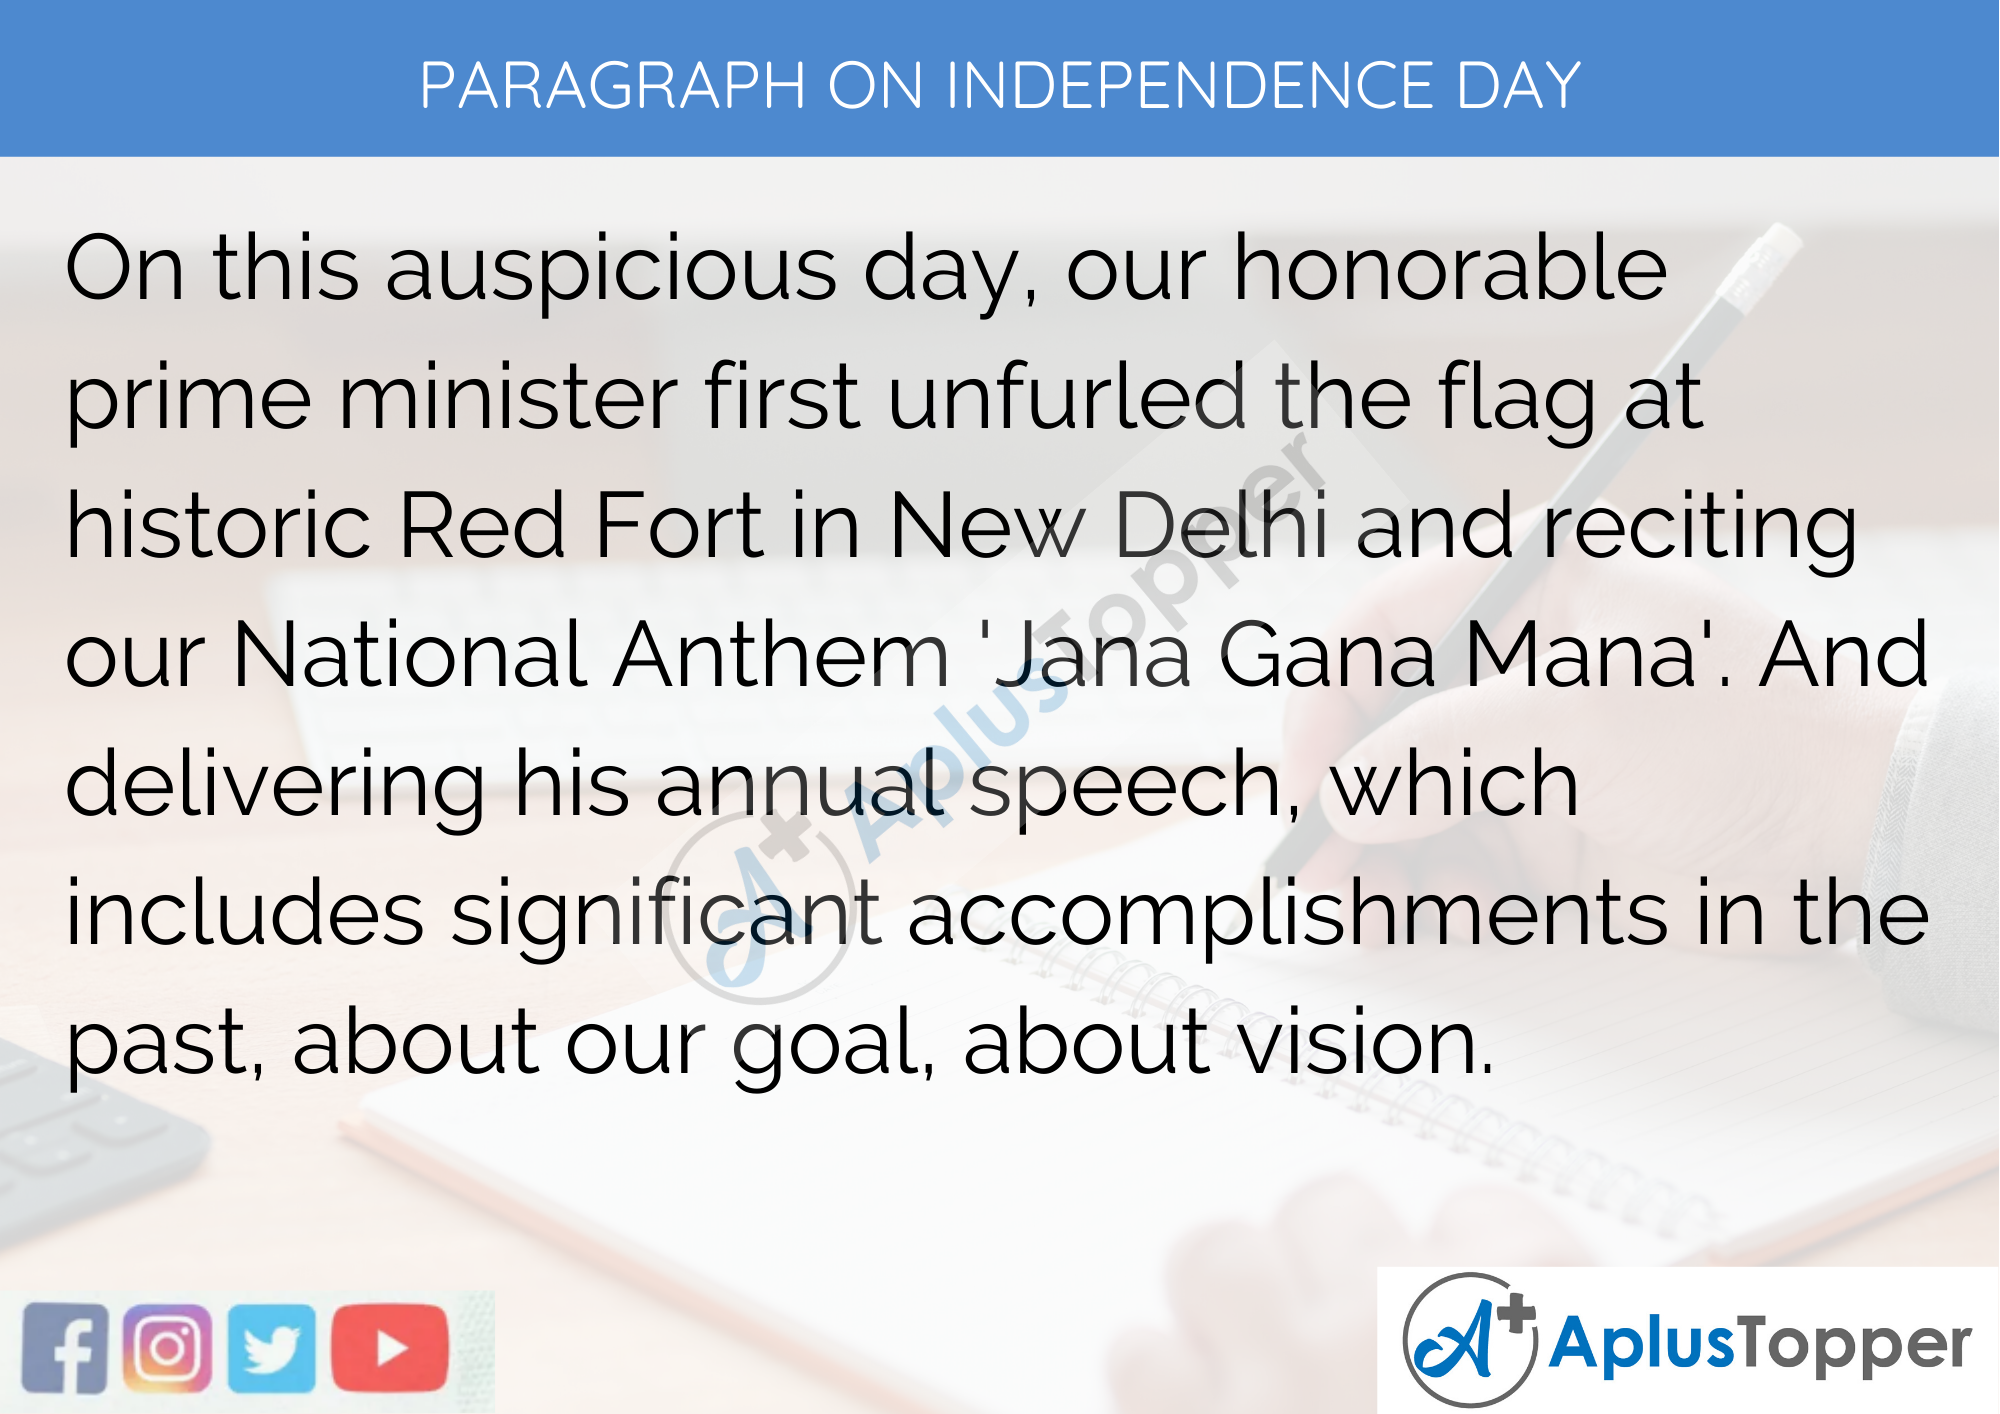 PARAGRAPH ON INDEPENDENCE DAY
On this auspicious day, our honorable
prime minister first unfurled the flag at
historic Red Fort in New Delhi and reciting
our National Anthem 'Jana Gana Mana'. And
delivering his annual speech, which
includes significant accomplishments in the
past, about our goal, about vision.
AplusTopper
A+ AplusTopper